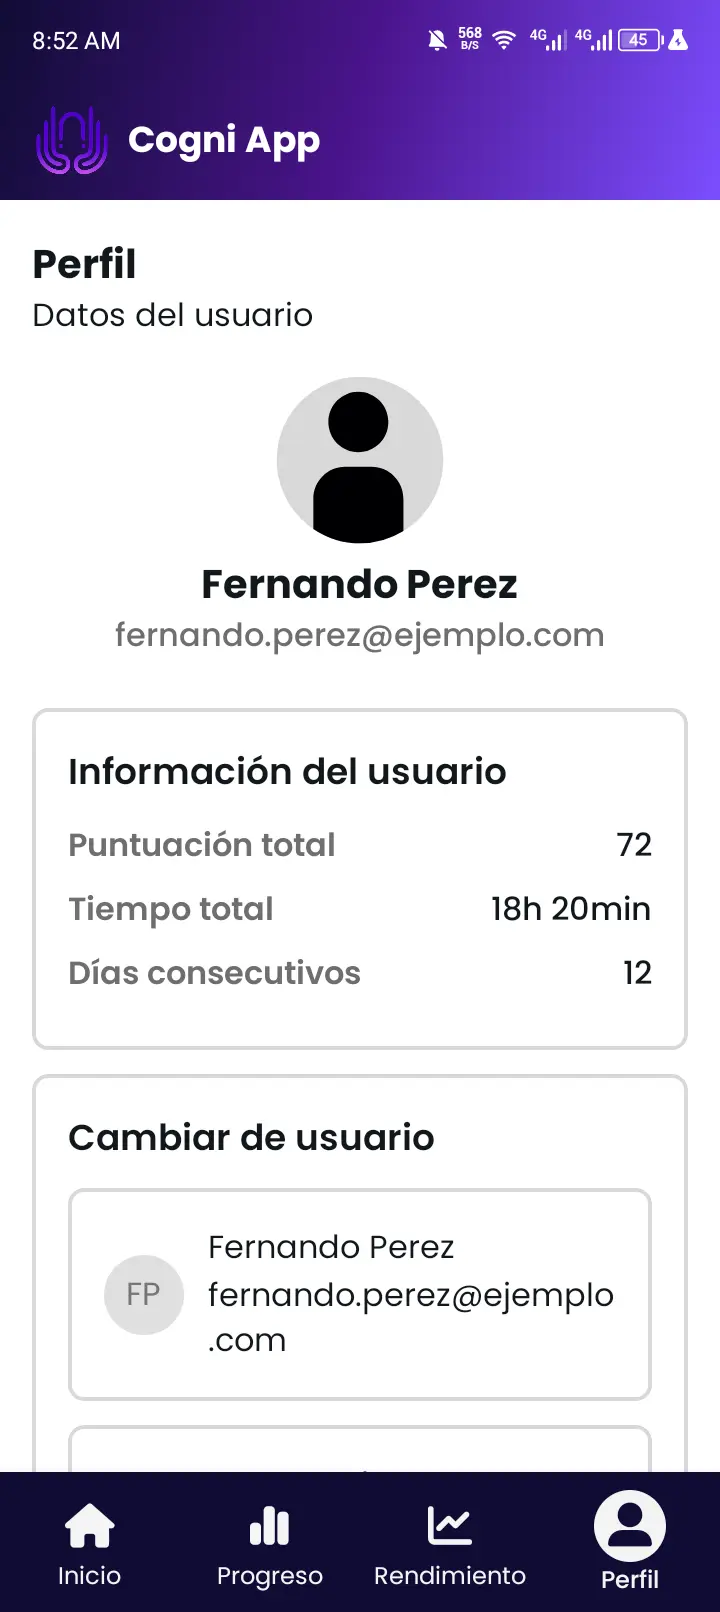 8:52 AM
568
B/S
4G
4G
45
Cogni App
Perfil
Datos del usuario
Fernando Perez
fernando.perez@ejemplo.com
Información del usuario
Puntuación total 72
Tiempo total 18h 20min
Días consecutivos 12
Cambiar de usuario
FP
Fernando Perez
fernando.perez@ejemplo
.com
Inicio
Progreso
Rendimiento
Perfil